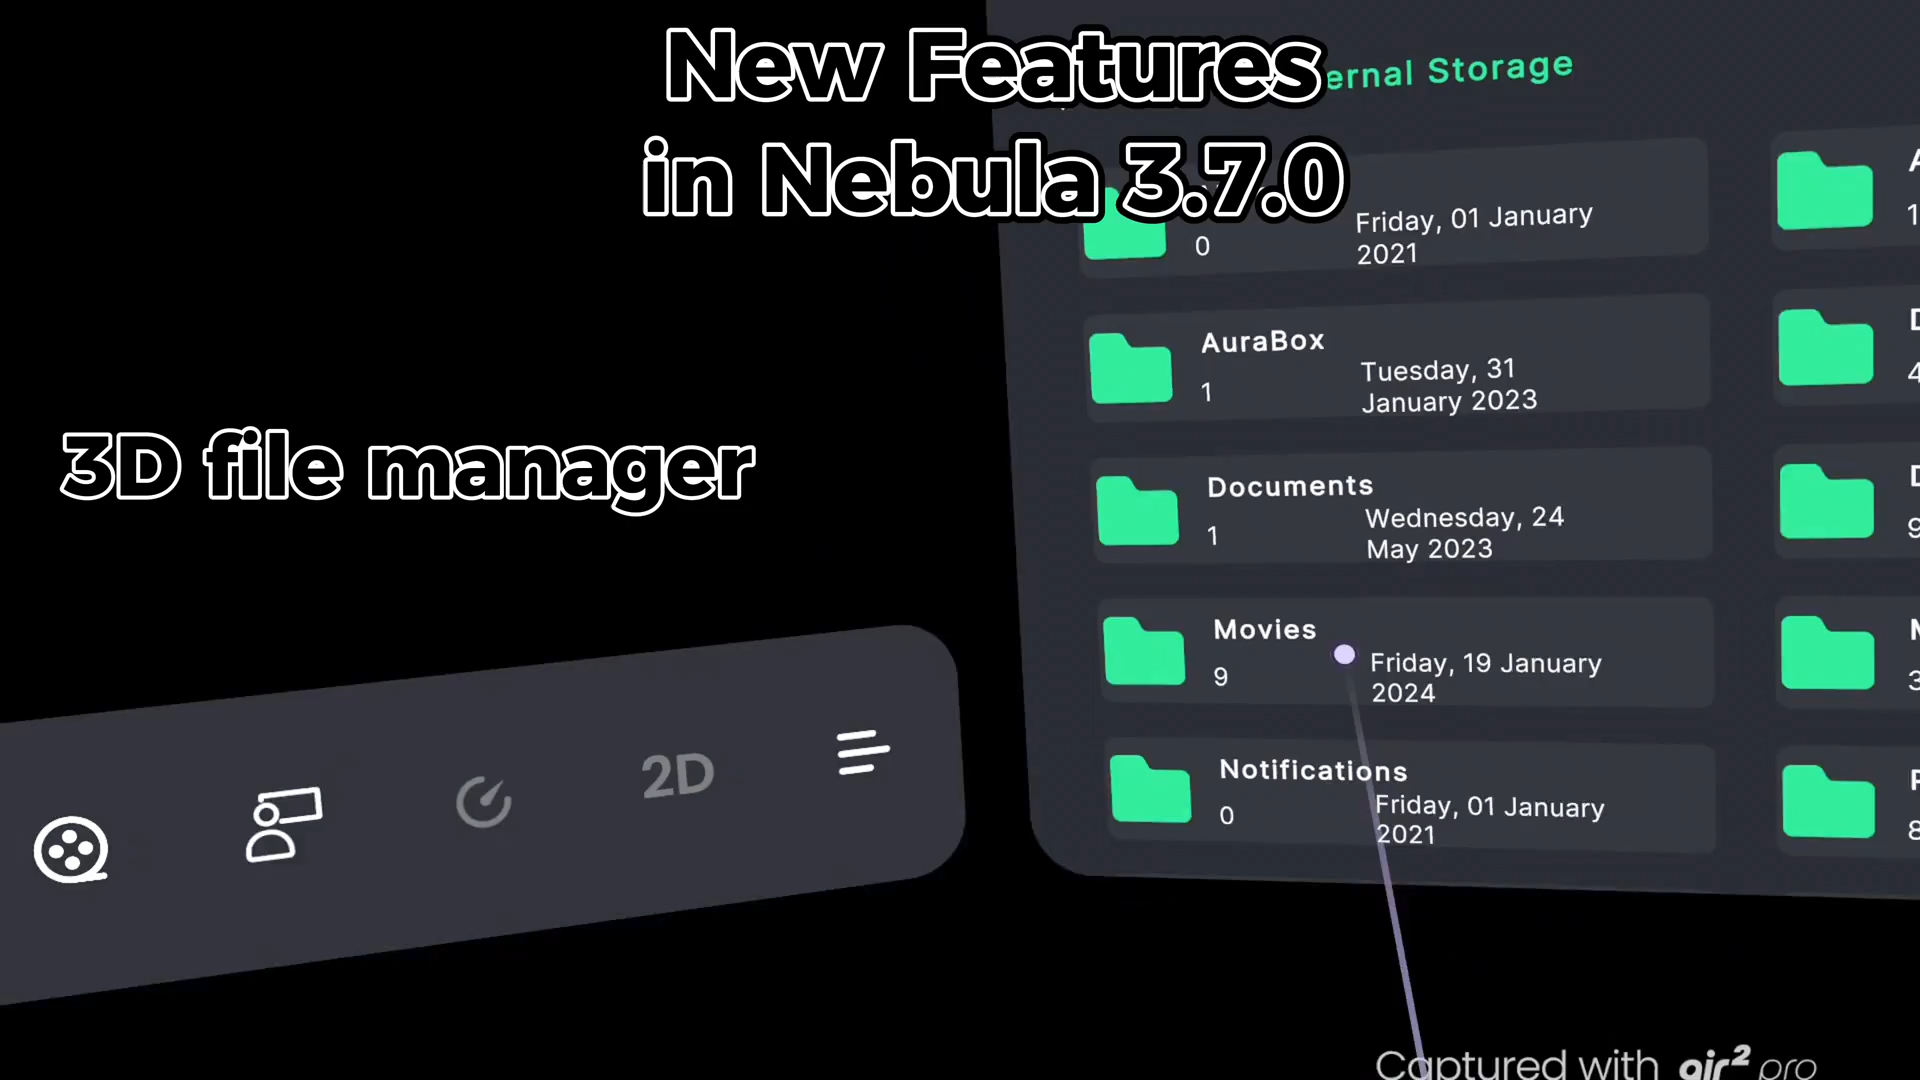 New Features
in Nebula 3.7.0
ernal Storage
0
Friday, 01 January
2021
AuraBox
1
Tuesday, 31
January 2023
3D file manager
Documents
1
Wednesday, 24
May 2023
Movies
9
Friday, 19 January
2024
2D
Notifications
0
Friday, 01 January
2021
Captured with air² pro